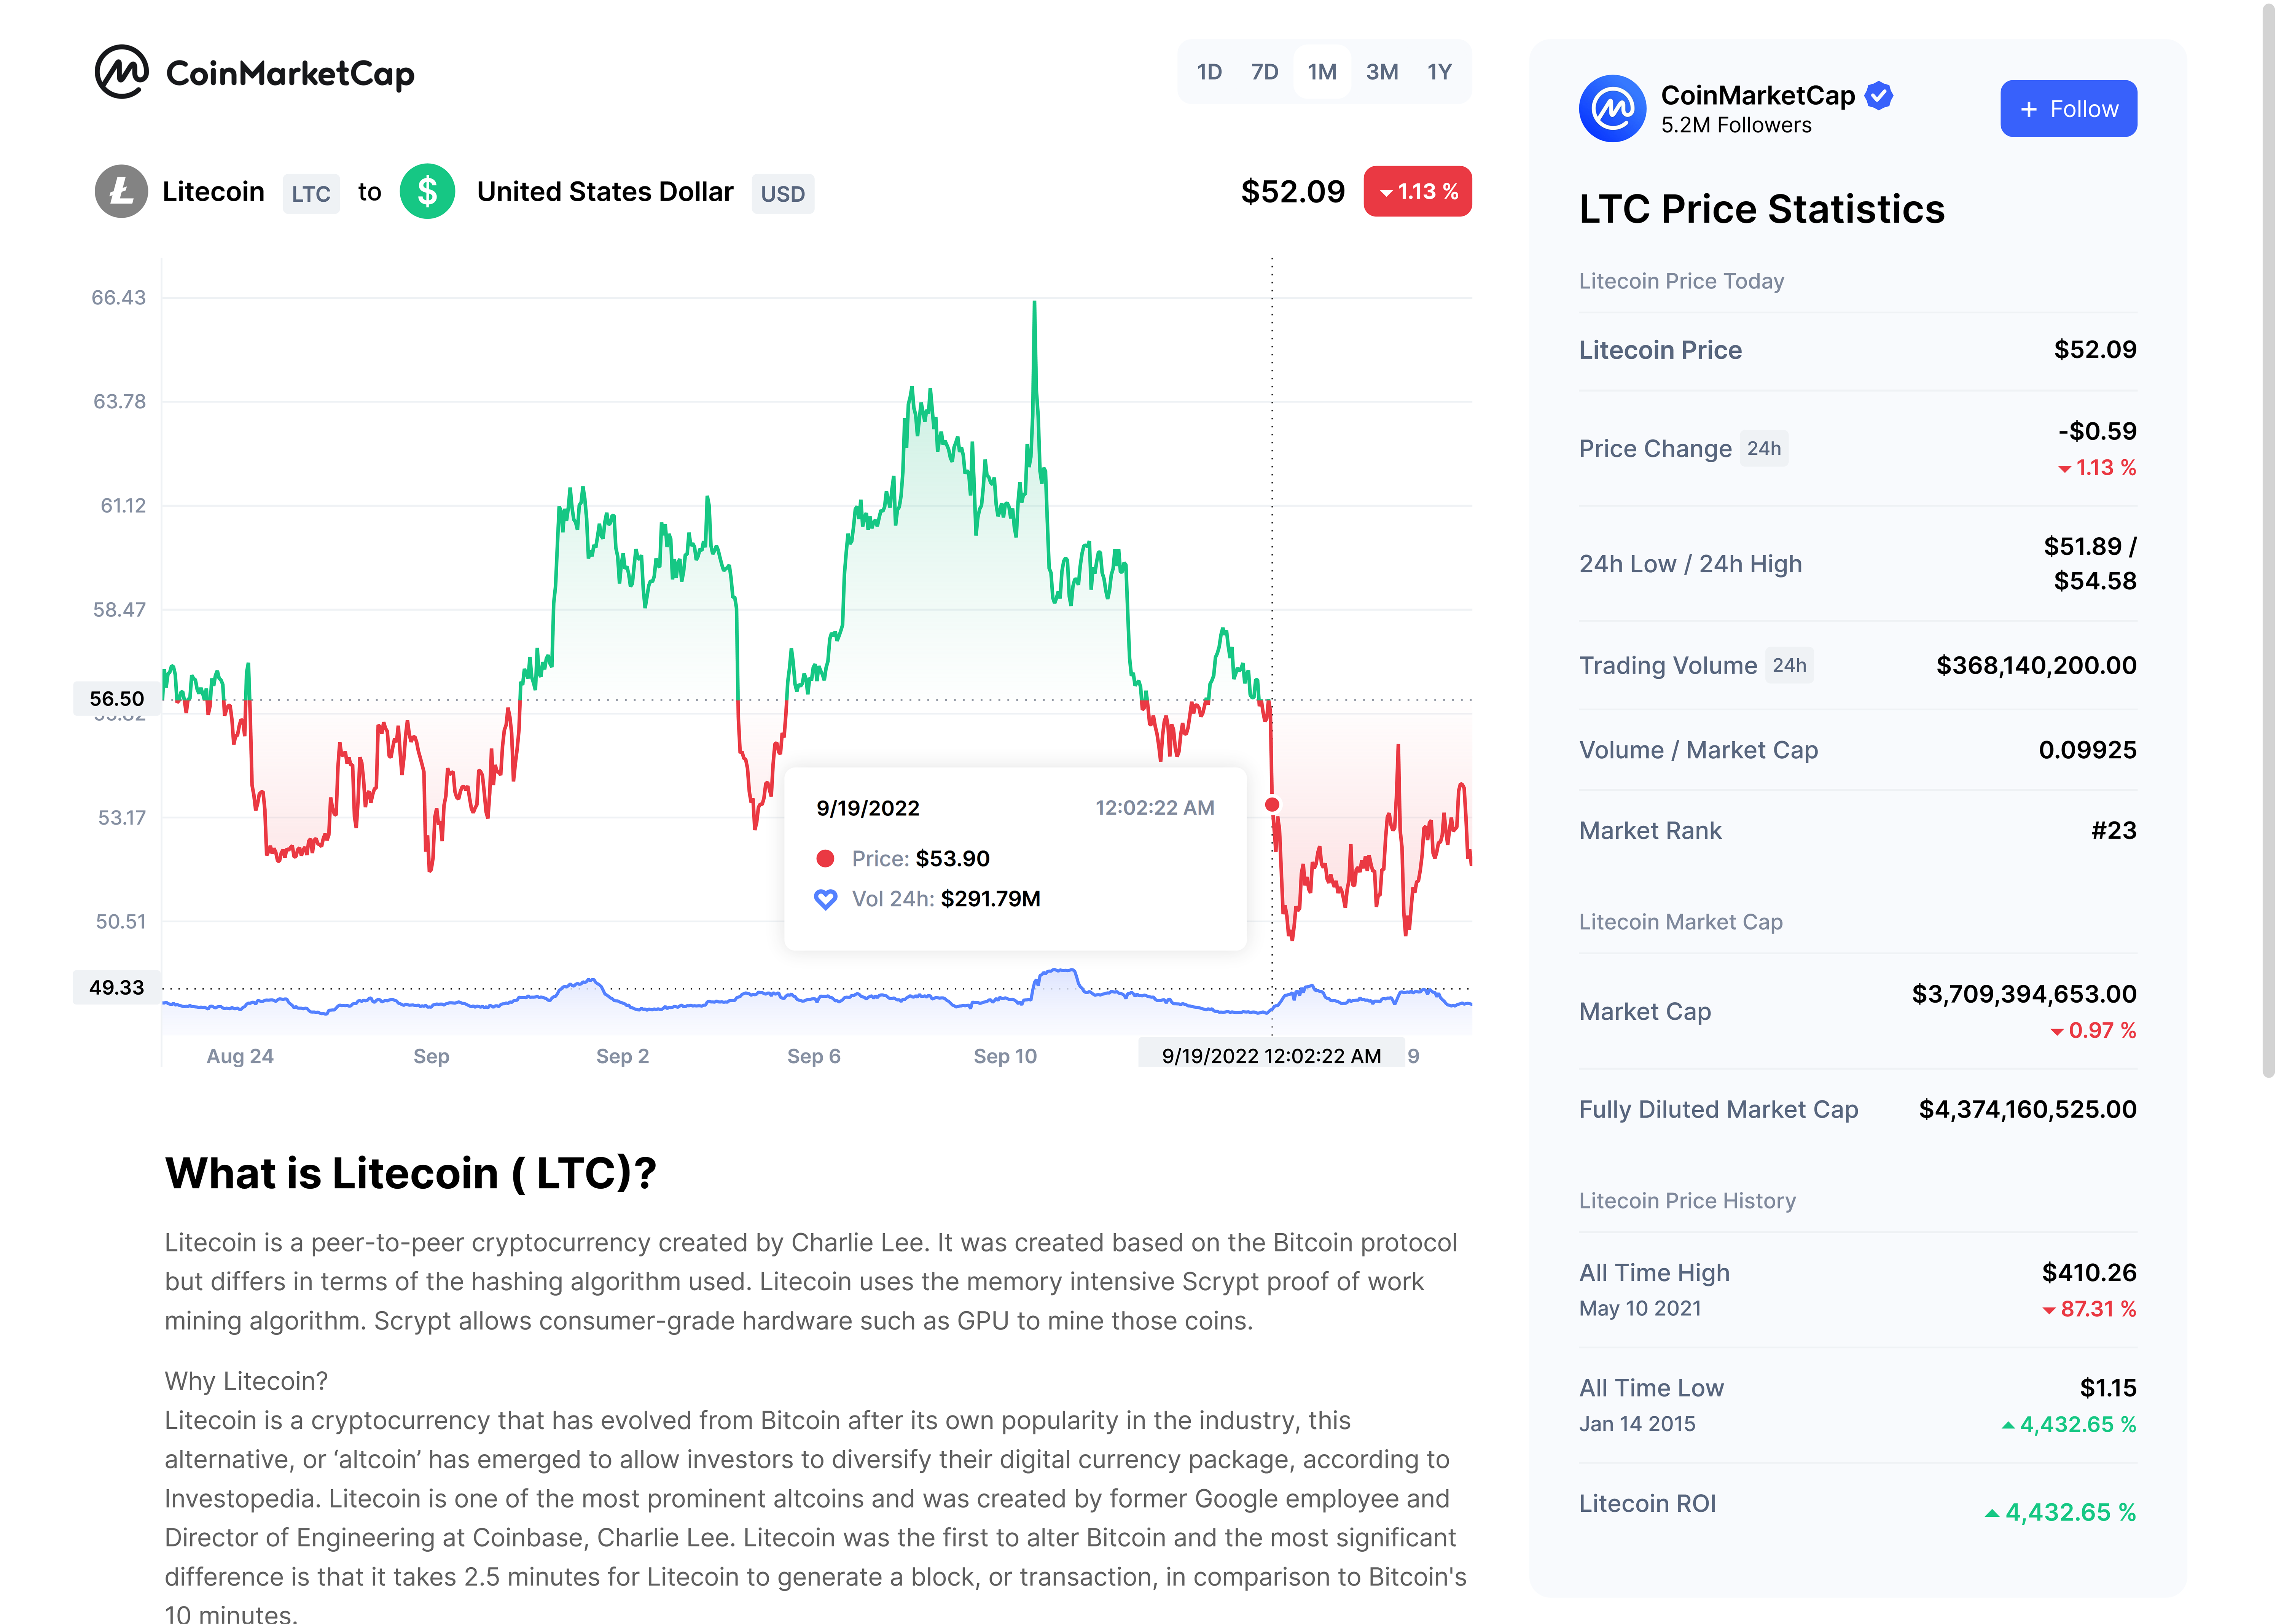 CoinMarketCap
1D 7D 1M 3M 1Y
Litecoin LTC to $ United States Dollar USD
$52.09 1.13 %
66.43
63.78
61.12
58.47
56.50
53.17
50.51
49.33
9/19/2022 12:02:22 AM
Price: $53.90
Vol 24h: $291.79M
Aug 24 Sep Sep 2 Sep 6 Sep 10 9/19/2022 12:02:22 AM 9
What is Litecoin ( LTC)?
Litecoin is a peer-to-peer cryptocurrency created by Charlie Lee. It was created based on the Bitcoin protocol
but differs in terms of the hashing algorithm used. Litecoin uses the memory intensive Scrypt proof of work
mining algorithm. Scrypt allows consumer-grade hardware such as GPU to mine those coins.
Why Litecoin?
Litecoin is a cryptocurrency that has evolved from Bitcoin after its own popularity in the industry, this
alternative, or ‘altcoin’ has emerged to allow investors to diversify their digital currency package, according to
Investopedia. Litecoin is one of the most prominent altcoins and was created by former Google employee and
Director of Engineering at Coinbase, Charlie Lee. Litecoin was the first to alter Bitcoin and the most significant
difference is that it takes 2.5 minutes for Litecoin to generate a block, or transaction, in comparison to Bitcoin's
10 minutes.
CoinMarketCap
5.2M Followers
+ Follow
LTC Price Statistics
Litecoin Price Today
Litecoin Price $52.09
Price Change 24h -$0.59
1.13 %
24h Low / 24h High $51.89 /
$54.58
Trading Volume 24h $368,140,200.00
Volume / Market Cap 0.09925
Market Rank #23
Litecoin Market Cap
Market Cap $3,709,394,653.00
0.97 %
Fully Diluted Market Cap $4,374,160,525.00
Litecoin Price History
All Time High $410.26
May 10 2021 87.31 %
All Time Low $1.15
Jan 14 2015 4,432.65 %
Litecoin ROI 4,432.65 %